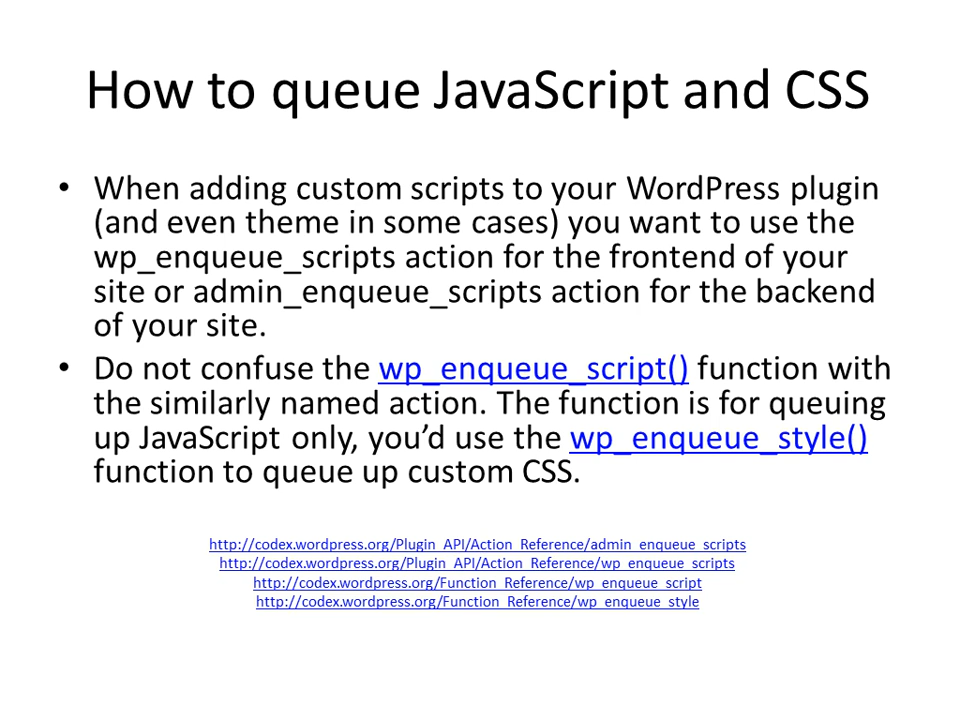 How to queue JavaScript and CSS
• When adding custom scripts to your WordPress plugin
(and even theme in some cases) you want to use the
wp_enqueue_scripts action for the frontend of your
site or admin_enqueue_scripts action for the backend
of your site.
• Do not confuse the wp_enqueue_script() function with
the similarly named action. The function is for queuing
up JavaScript only, you’d use the wp_enqueue_style()
function to queue up custom CSS.
http://codex.wordpress.org/Plugin_API/Action_Reference/admin_enqueue_scripts
http://codex.wordpress.org/Plugin_API/Action_Reference/wp_enqueue_scripts
http://codex.wordpress.org/Function_Reference/wp_enqueue_script
http://codex.wordpress.org/Function_Reference/wp_enqueue_style